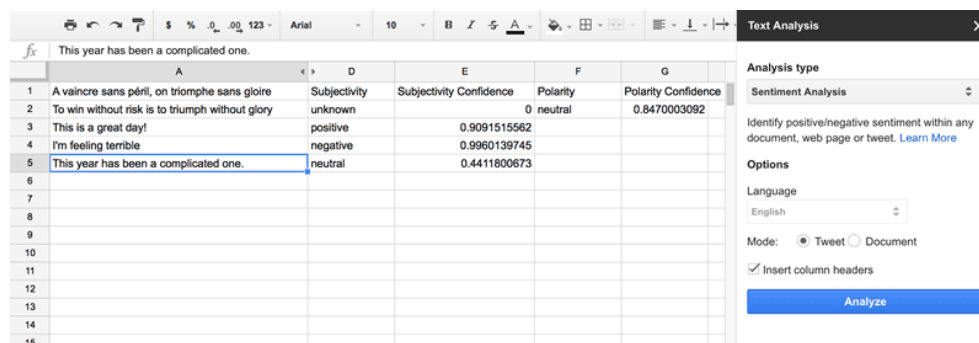 $ % .0 .00 123 Arial 10 B I S A Text Analysis
fx This year has been a complicated one.
Analysis type
A D E F G
1 A vaincre sans péril, on triomphe sans gloire Subjectivity Subjectivity Confidence Polarity Polarity Confidence
Sentiment Analysis
2 To win without risk is to triumph without glory unknown 0 neutral 0.8470003092
3 This is a great day! positive 0.9091515562
4 I'm feeling terrible negative 0.9960139745
5 This year has been a complicated one. neutral 0.4411800673
6
7
8
9
10
11
12
13
14
15
Identify positive/negative sentiment within any
document, web page or tweet. Learn More
Options
Language
English
Mode: Tweet Document
Insert column headers
Analyze